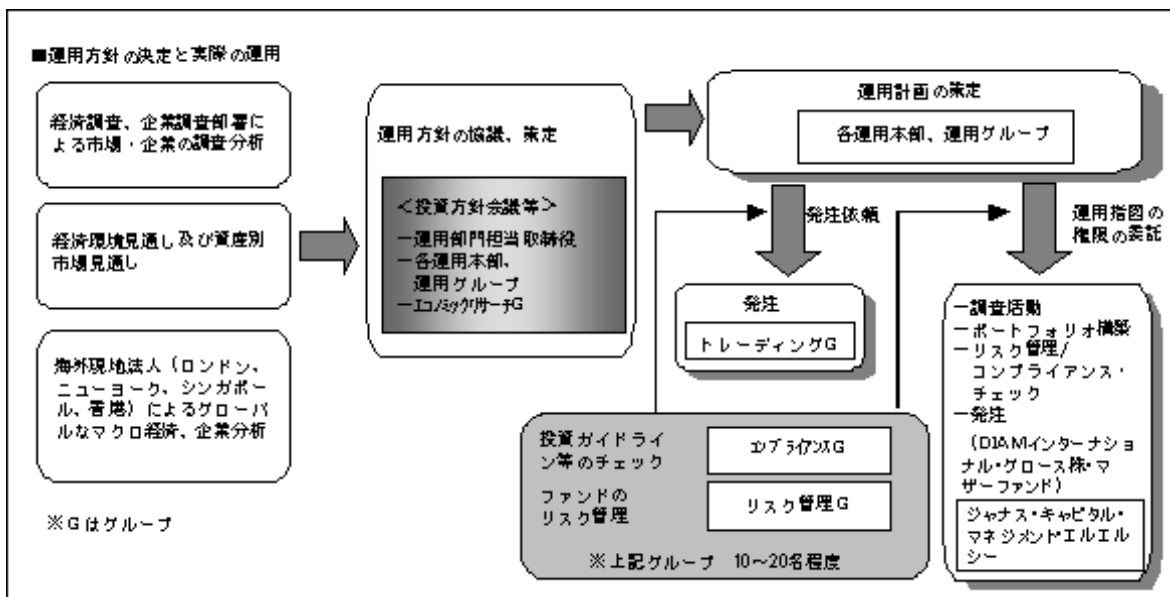 ■運用方針の決定と実際の運用
経済調査、企業調査部署に
よる市場・企業の調査分析
経済環境見通し及び資産別
市場見通し
海外現地法人（ロンドン、
ニューヨーク、シンガポー
ル、香港）によるグローバ
ルなマクロ経済、企業分析
※Gはグループ
運用方針の協議、策定
＜投資方針会議等＞
―運用部門担当取締役
―各運用本部、
運用グループ
―ｴｺﾉﾐｯｸﾘｻｰﾁG
運用計画の策定
各運用本部、運用グループ
発注依頼
運用指図の
権限の委託
発注
トレーディングG
投資ガイドライ
ン等のチェック
ｺﾝﾌﾟﾗｲｱﾝｽG
ファンドの
リスク管理
リスク管理G
※上記グループ　10～20名程度
―調査活動
―ポートフォリオ構築
―リスク管理/
コンプライアンス・
チェック
―発注
（DIAMインターナショ
ナル・グロース株・マ
ザーファンド）
ジャナス・キャピタル・
マネジメント・エルエル
シー